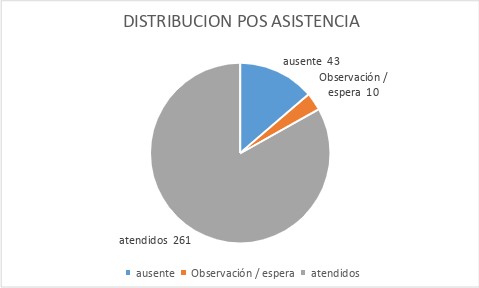 DISTRIBUCION POS ASISTENCIA
ausente 43
Observación /
espera 10
atendidos 261
ausente Observación / espera atendidos